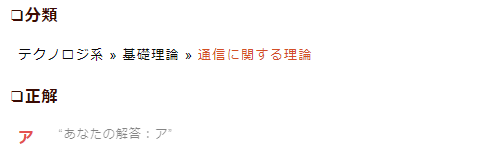 ❏分類
テクノロジ系 » 基礎理論 » 通信に関する理論
❏正解
ア “あなたの解答：ア”